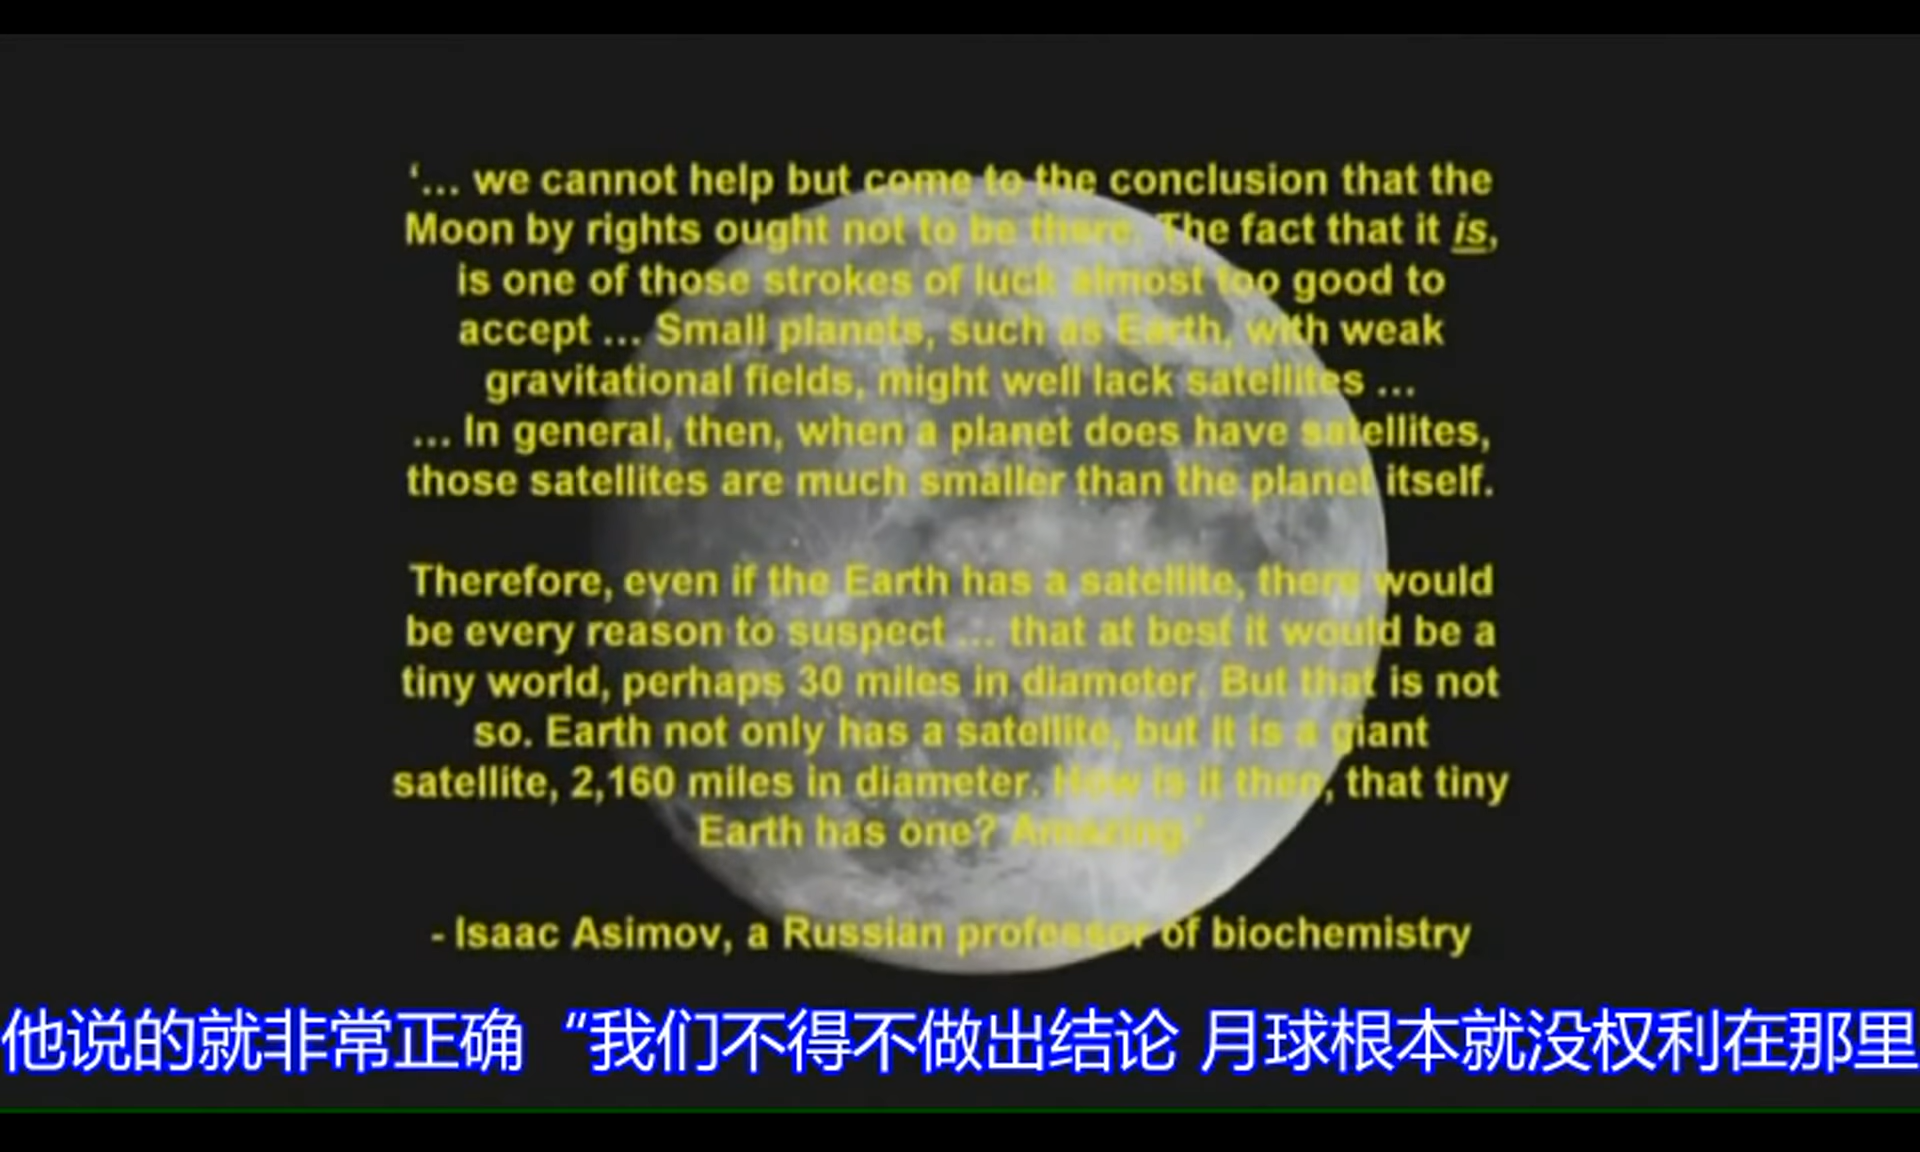 ‘... we cannot help but come to the conclusion that the
Moon by rights ought not to be there. The fact that it is,
is one of those strokes of luck almost too good to
accept ... Small planets, such as Earth, with weak
gravitational fields, might well lack satellites ...
... In general, then, when a planet does have satellites,
those satellites are much smaller than the planet itself.
Therefore, even if the Earth has a satellite, there would
be every reason to suspect ... that at best it would be a
tiny world, perhaps 30 miles in diameter. But that is not
so. Earth not only has a satellite, but it is a giant
satellite, 2,160 miles in diameter. How is it then, that tiny
Earth has one? Amazing.’
- Isaac Asimov, a Russian professor of biochemistry
他说的就非常正确“我们不得不做出结论 月球根本就没权利在那里